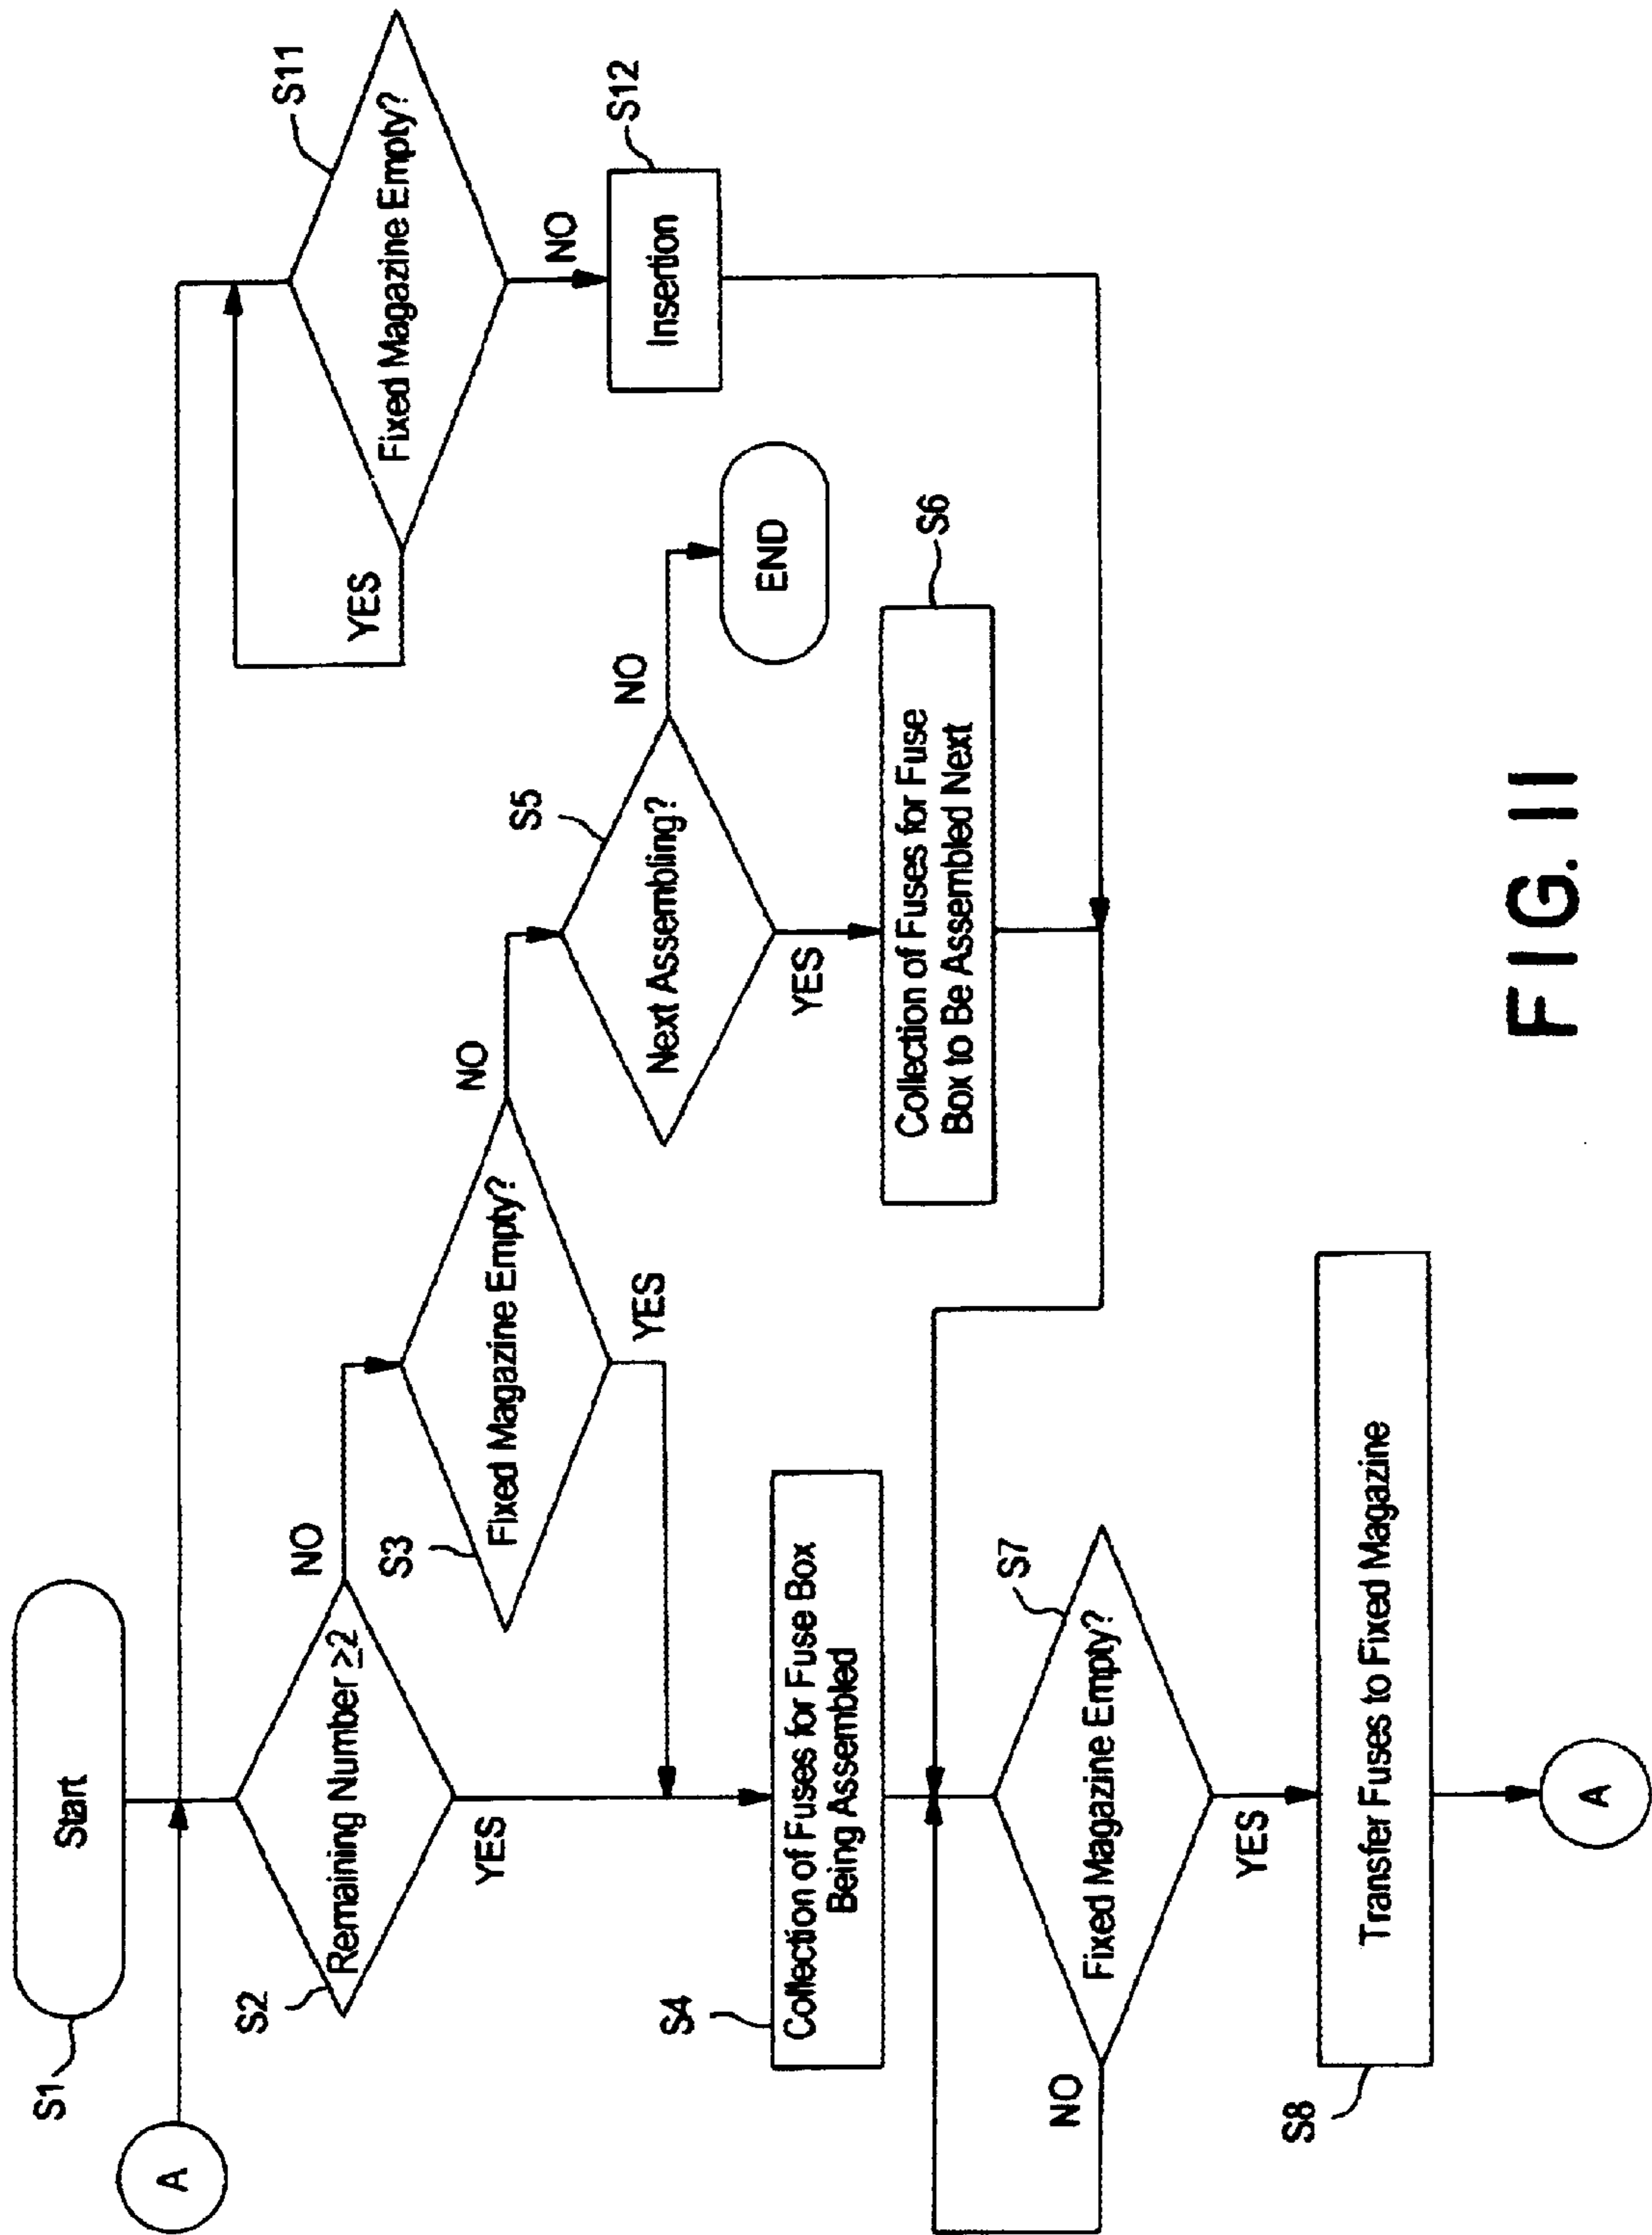 S1
Start
A
S2
Remaining Number ≥2
NO
YES
S3
Fixed Magazine Empty?
NO
YES
S4
Collection of Fuses for Fuse Box
Being Assembled
S5
Next Assembling?
NO
YES
END
S6
Collection of Fuses for Fuse
Box to Be Assembled Next
S11
Fixed Magazine Empty?
YES
NO
S12
Insertion
S7
Fixed Magazine Empty?
NO
YES
S8
Transfer Fuses to Fixed Magazine
A
FIG. 11